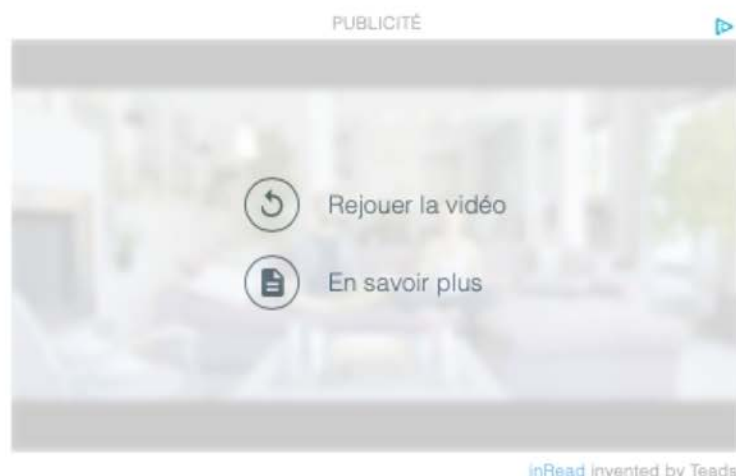 PUBLICITÉ
Rejouer la vidéo
En savoir plus
inRead invented by Teads